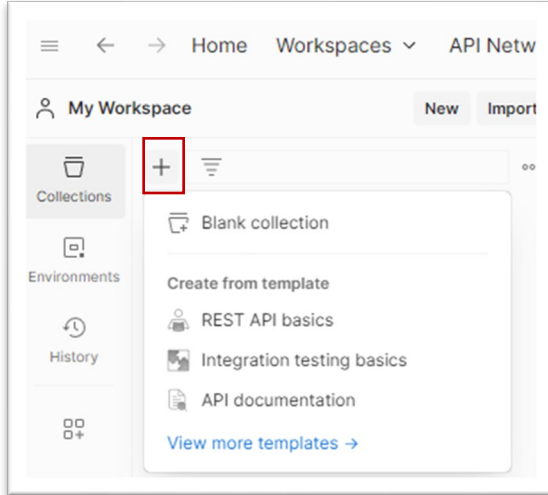 Home Workspaces API Netw
My Workspace New Import
Collections
Environments
History
Blank collection
Create from template
REST API basics
Integration testing basics
API documentation
View more templates →